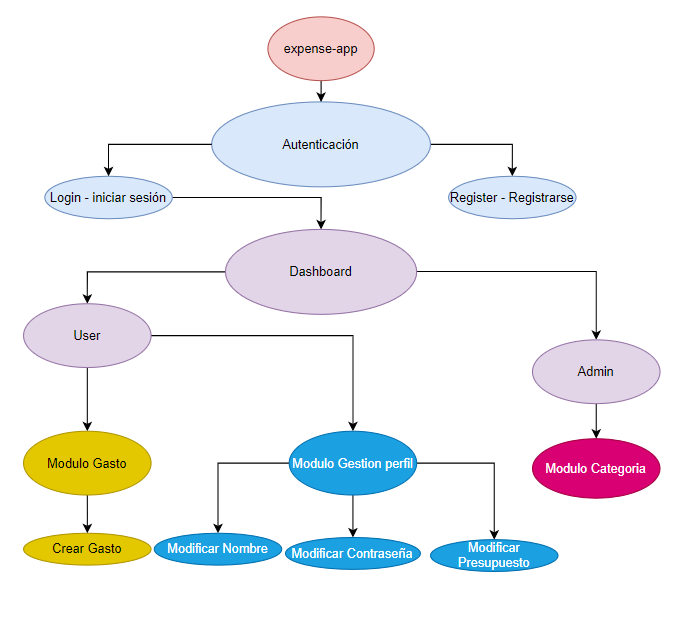 expense-app
Autenticación
Login - iniciar sesión
Register - Registrarse
Dashboard
User
Admin
Modulo Gasto
Modulo Gestion perfil
Modulo Categoria
Crear Gasto
Modificar Nombre
Modificar Contraseña
Modificar
Presupuesto